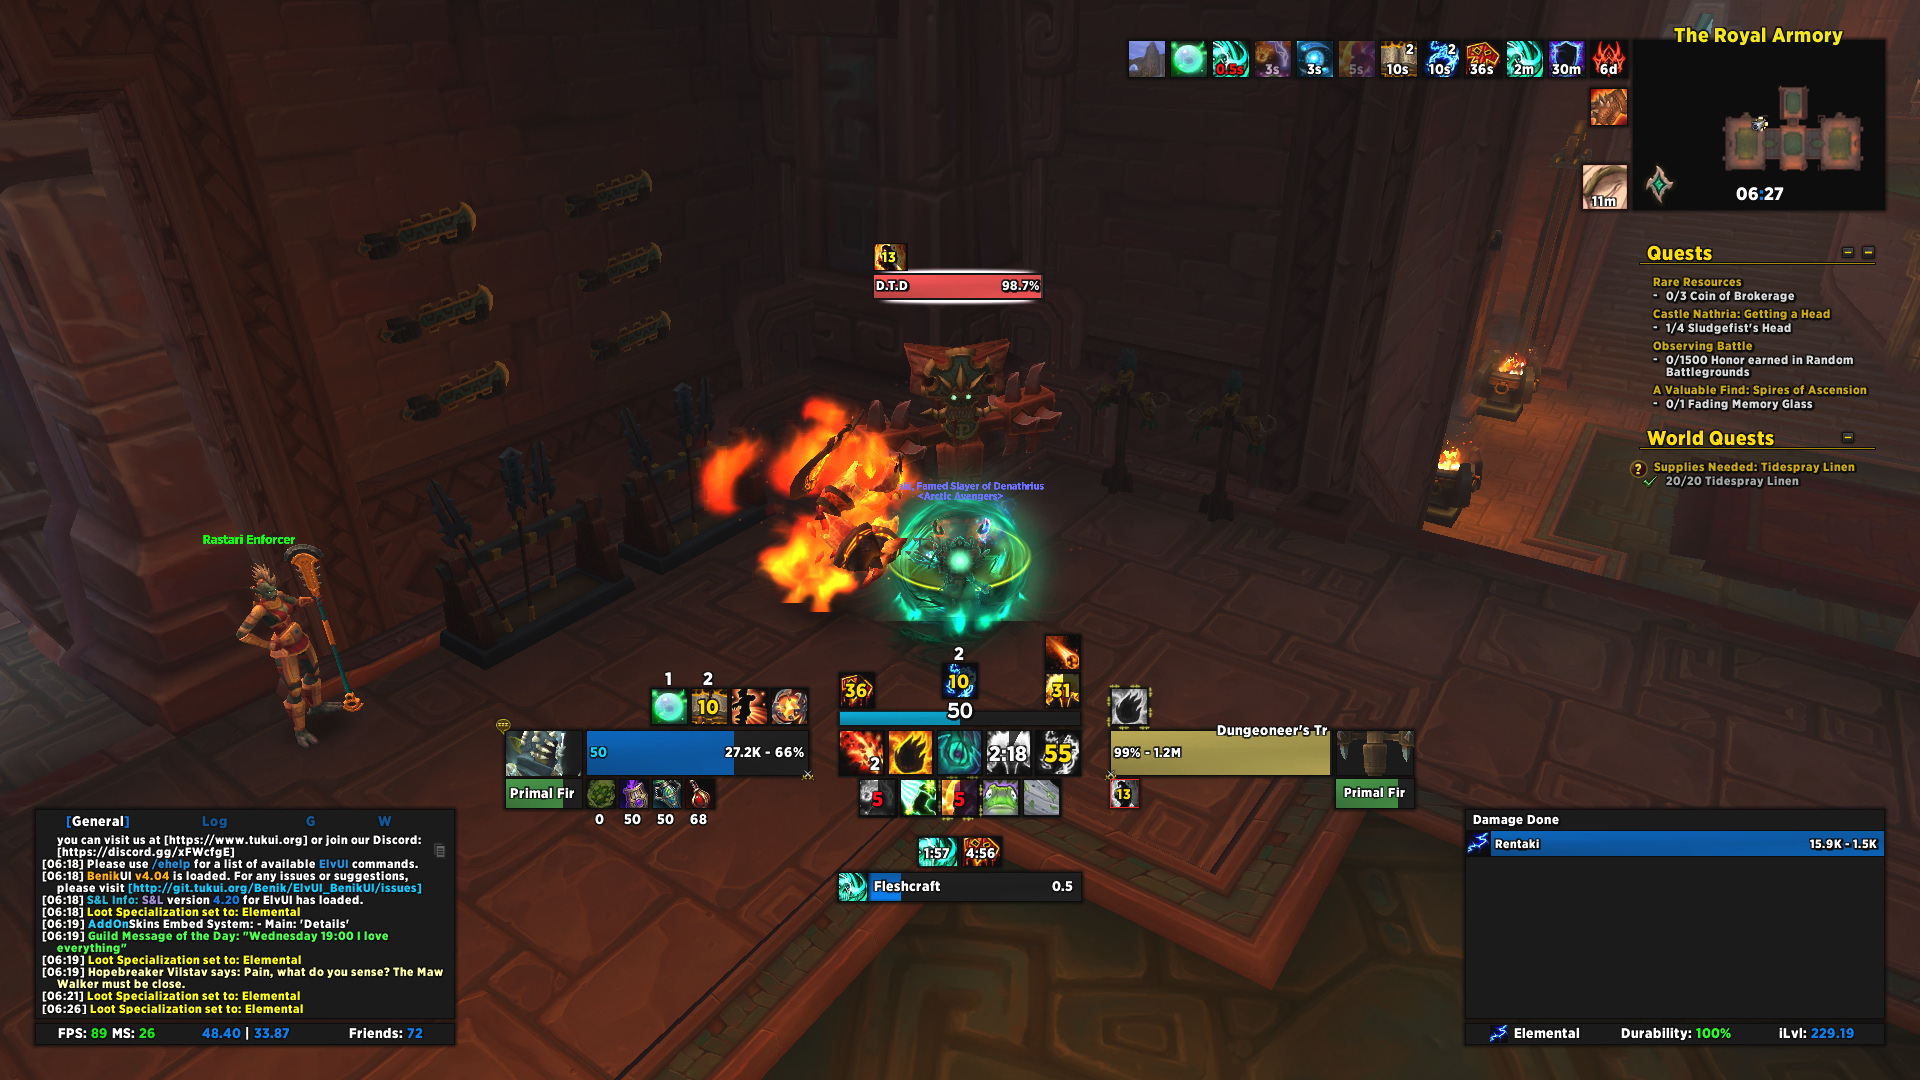 The Royal Armory
2
2
0.5s
3s
3s
5s
10s
10s
36s
2m
30m
6d
11m
06:27
Quests
Rare Resources
- 0/3 Coin of Brokerage
Castle Nathria: Getting a Head
- 1/4 Sludgefist's Head
Observing Battle
- 0/1500 Honor earned in Random
Battlegrounds
A Valuable Find: Spires of Ascension
- 0/1 Fading Memory Glass
World Quests
Supplies Needed: Tidespray Linen
20/20 Tidespray Linen
13
D.T.D 98.7%
Famed Slayer of Denathrius
<Arctic Avengers>
Rastari Enforcer
1 2
10
36
2
10
31
50
50 27.2K - 66%
Primal Fir
0 50 50 68
2
2:18
55
5
5
Dungeoneer's Tr
99% - 1.2M
13
Primal Fir
1:57 4:56
Fleshcraft 0.5
[General] Log G W
you can visit us at [https://www.tukui.org] or join our Discord:
[https://discord.gg/xFWcfgE]
[06:18] Please use /ehelp for a list of available ElvUI commands.
[06:18] BenikUI v4.04 is loaded. For any issues or suggestions,
please visit [http://git.tukui.org/Benik/ElvUI_BenikUI/issues]
[06:18] S&L Info: S&L version 4.20 for ElvUI has loaded.
[06:18] Loot Specialization set to: Elemental
[06:19] AddOnSkins Embed System: - Main: 'Details'
[06:19] Guild Message of the Day: "Wednesday 19:00 I love
everything"
[06:19] Loot Specialization set to: Elemental
[06:19] Hopebreaker Vilstav says: Pain, what do you sense? The Maw
Walker must be close.
[06:21] Loot Specialization set to: Elemental
[06:26] Loot Specialization set to: Elemental
FPS: 89 MS: 26 48.40 | 33.87 Friends: 72
Damage Done
Rentaki 15.9K - 1.5K
Elemental Durability: 100% iLvl: 229.19